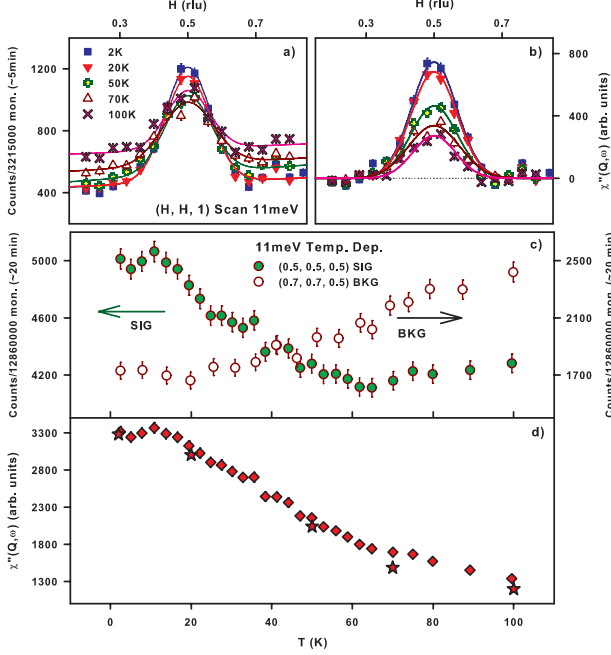 H (rlu)
H (rlu)
0.3 0.5 0.7
0.3 0.5 0.7
a)
b)
2K
20K
50K
70K
100K
1200
800
400
800
400
0
Counts/3215000 mon. (~5min)
χ"(Q,ω) (arb. units)
(H, H, 1) Scan 11meV
11meV Temp. Dep.
c)
(0.5, 0.5, 0.5) SIG
(0.7, 0.7, 0.5) BKG
SIG
BKG
5000
4600
4200
2500
2100
1700
Counts/12860000 mon. (~20 min)
Counts/12860000 mon. (~20 min)
d)
3300
2800
2300
1800
1300
χ"(Q,ω) (arb. units)
0 20 40 60 80 100
T (K)